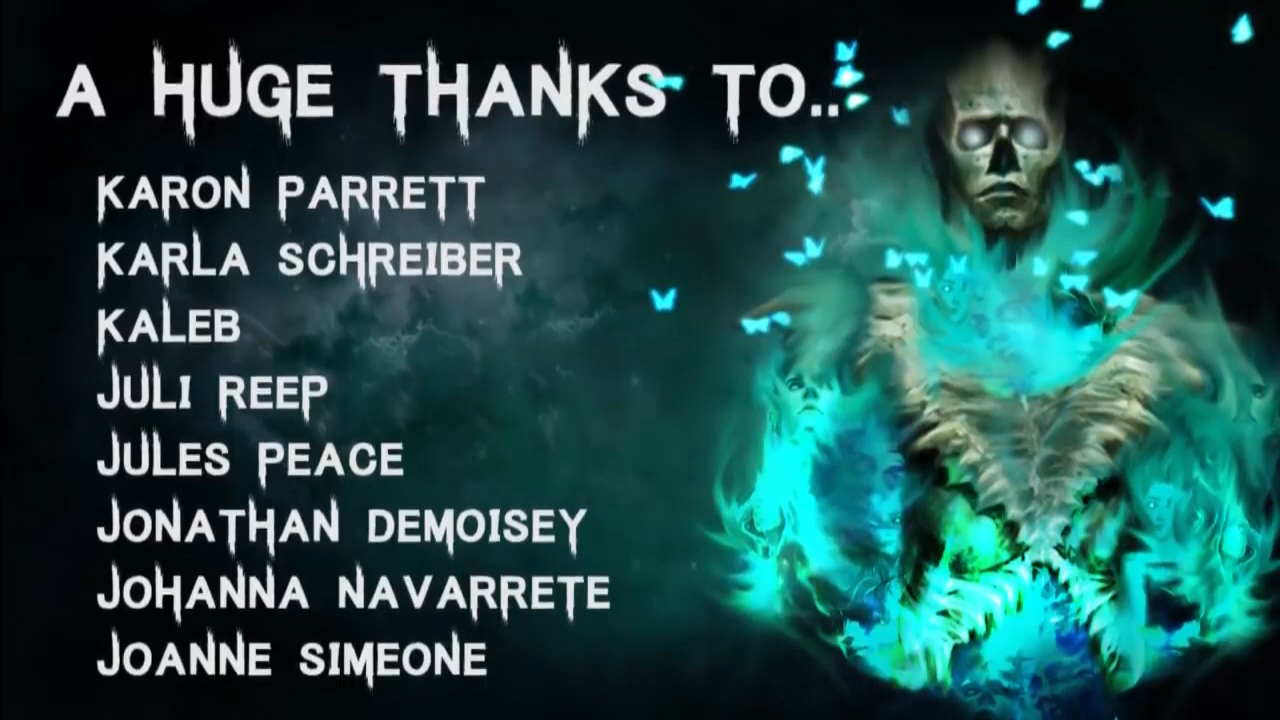 A HUGE THANKS TO..
KARON PARRETT
KARLA SCHREIBER
KALEB
JULI REEP
JULES PEACE
JONATHAN DEMOISEY
JOHANNA NAVARRETE
JOANNE SIMEONE